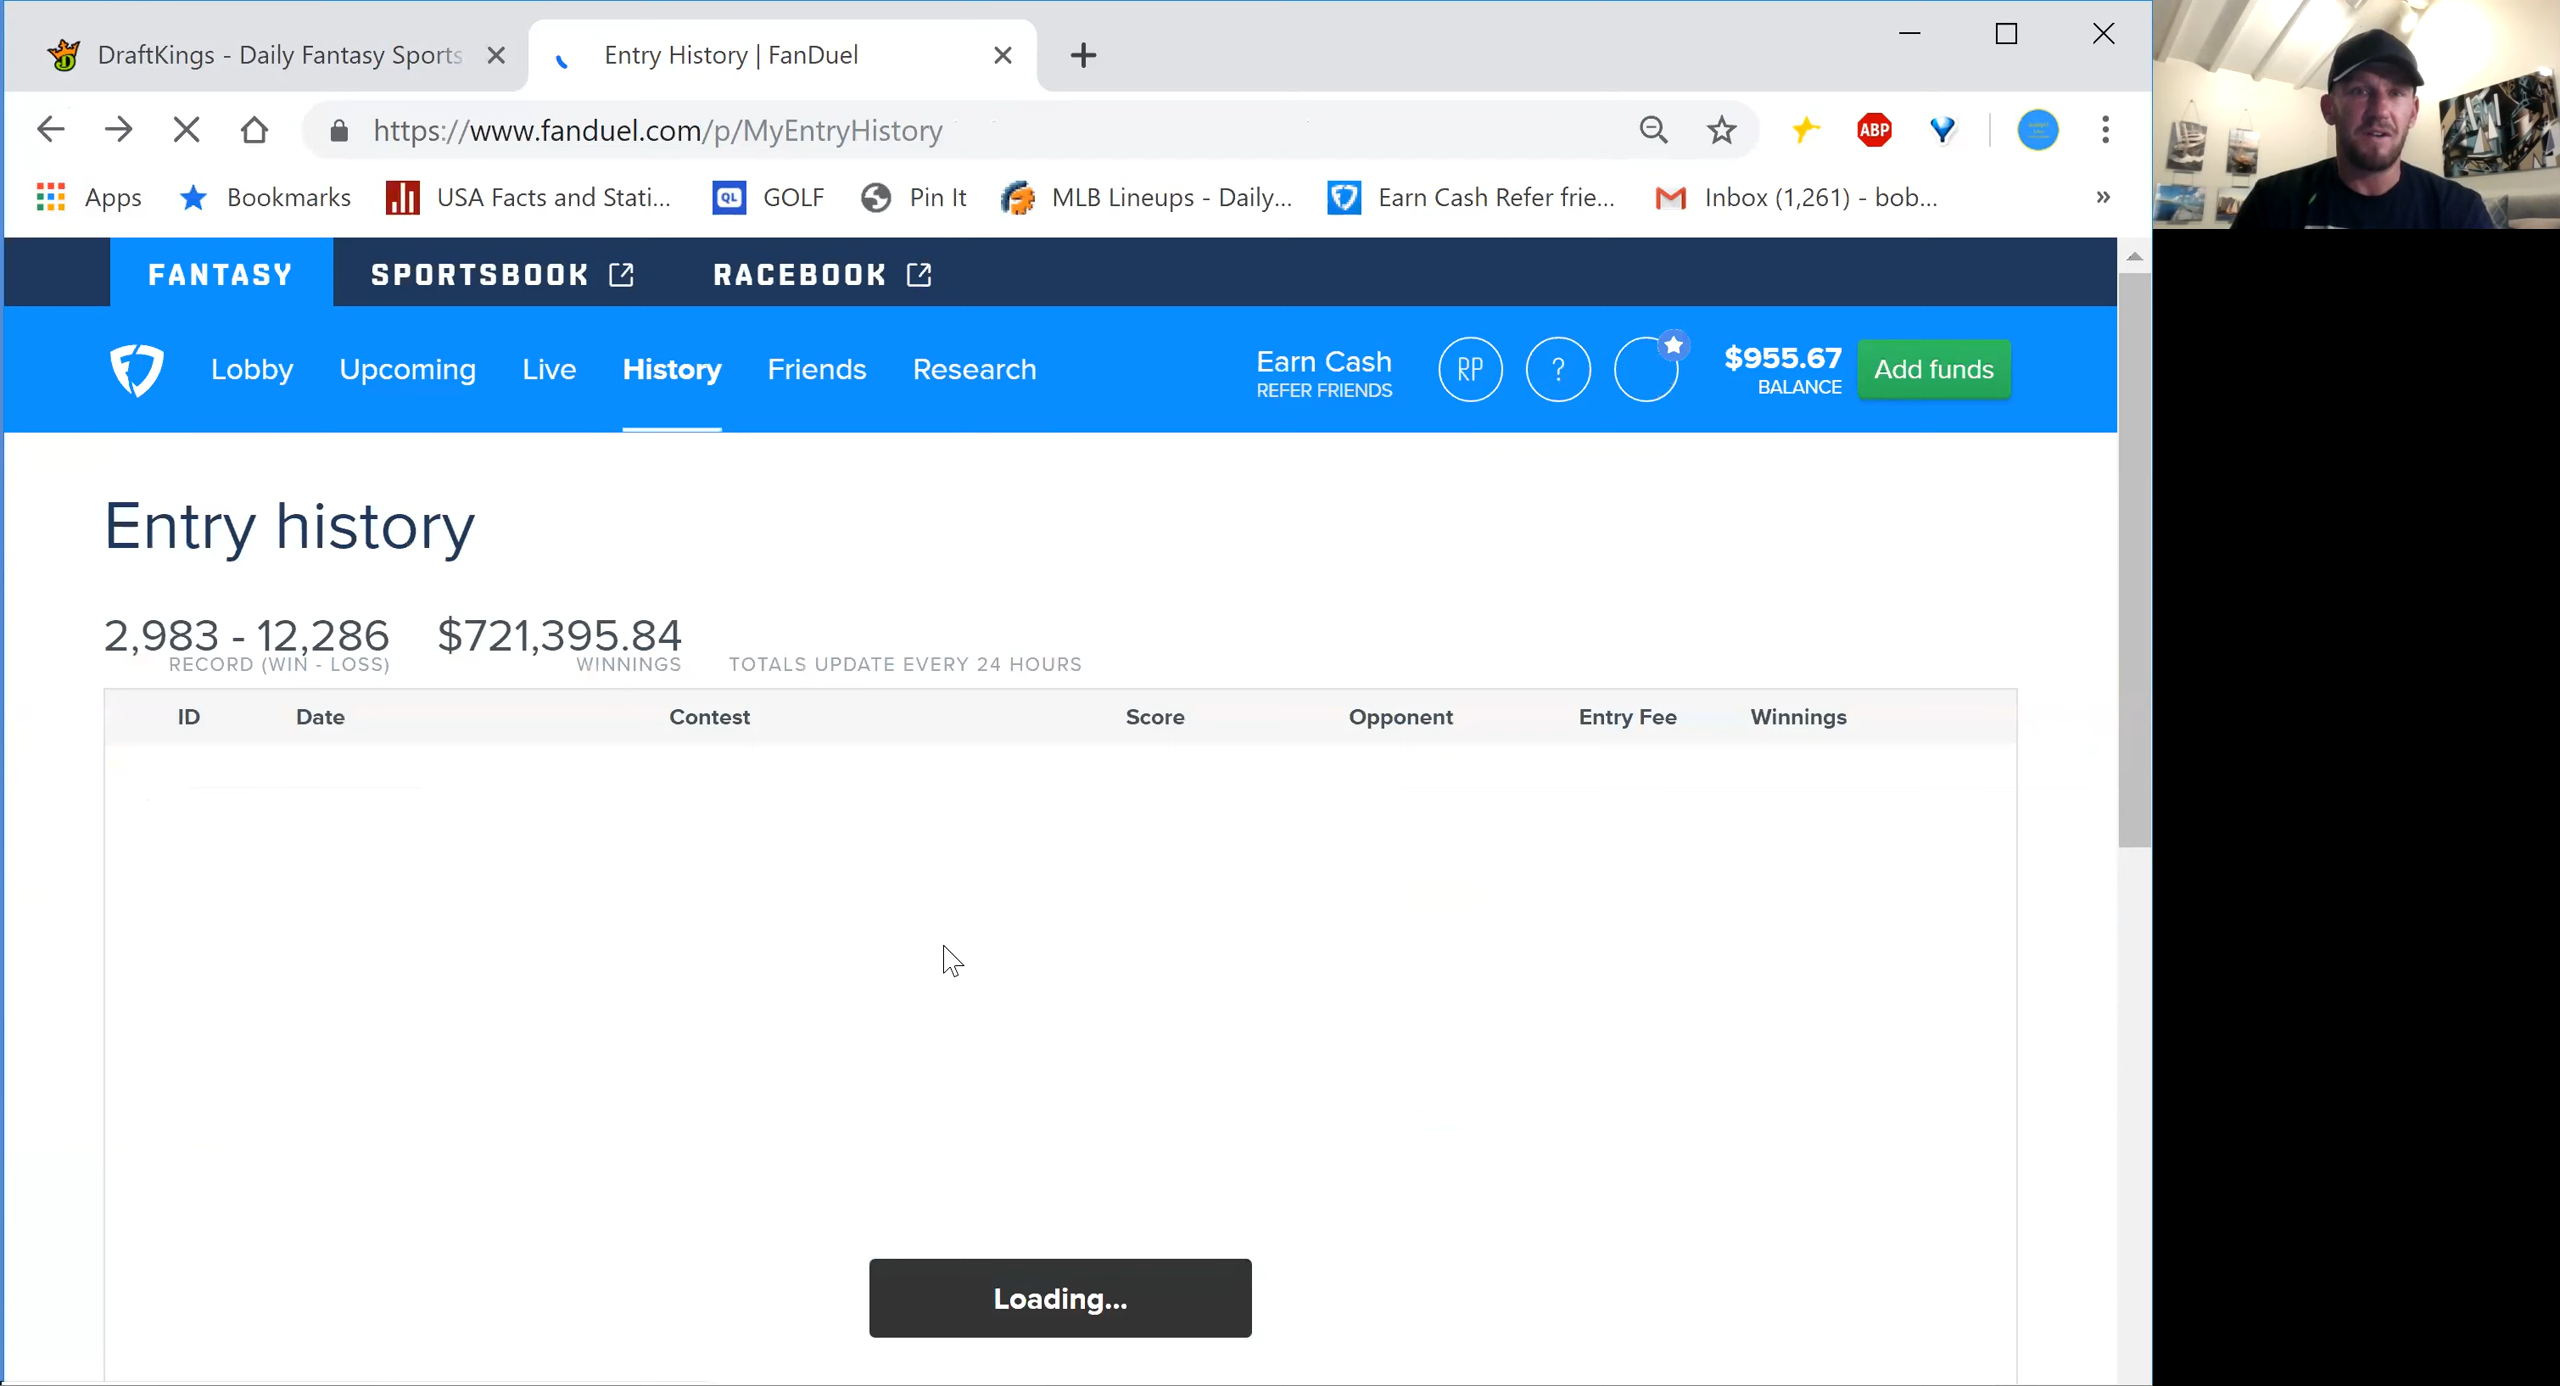 DraftKings - Daily Fantasy Sports
Entry History | FanDuel
https://www.fanduel.com/p/MyEntryHistory
ABP
Apps
Bookmarks
USA Facts and Stati...
QL
GOLF
Pin It
MLB Lineups - Daily...
Earn Cash Refer frie...
Inbox (1,261) - bob...
»
FANTASY
SPORTSBOOK
RACEBOOK
Lobby
Upcoming
Live
History
Friends
Research
Earn Cash
REFER FRIENDS
RP
?
$955.67
BALANCE
Add funds
Entry history
2,983 - 12,286
RECORD (WIN - LOSS)
$721,395.84
WINNINGS
TOTALS UPDATE EVERY 24 HOURS
ID Date Contest Score Opponent Entry Fee Winnings
Loading...